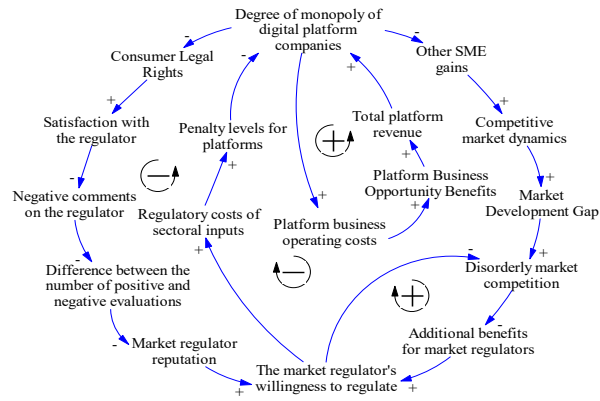 Degree of monopoly of
digital platform
companies
-
-
-
+
Consumer Legal
Rights
Other SME
gains
+
+
Satisfaction with
the regulator
Penalty levels for
platforms
+
Total platform
revenue
Competitive
market dynamics
-
-
+
+
+
Negative comments
on the regulator
Regulatory costs of
sectoral inputs
Platform Business
Opportunity Benefits
Market
Development Gap
+
+
Platform business
operating costs
-
+
-
+
Difference between the
number of positive and
negative evaluations
-
+
Disorderly market
competition
-
-
Market regulator
reputation
Additional benefits
for market regulators
+
+
The market regulator's
willingness to regulate